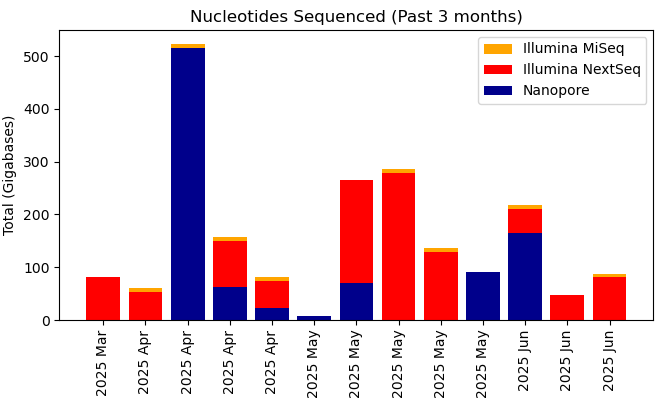 Nucleotides Sequenced (Past 3 months)
Total (Gigabases)
500
400
300
200
100
0
Illumina MiSeq
Illumina NextSeq
Nanopore
2025 Mar
2025 Apr
2025 Apr
2025 Apr
2025 Apr
2025 May
2025 May
2025 May
2025 May
2025 May
2025 Jun
2025 Jun
2025 Jun